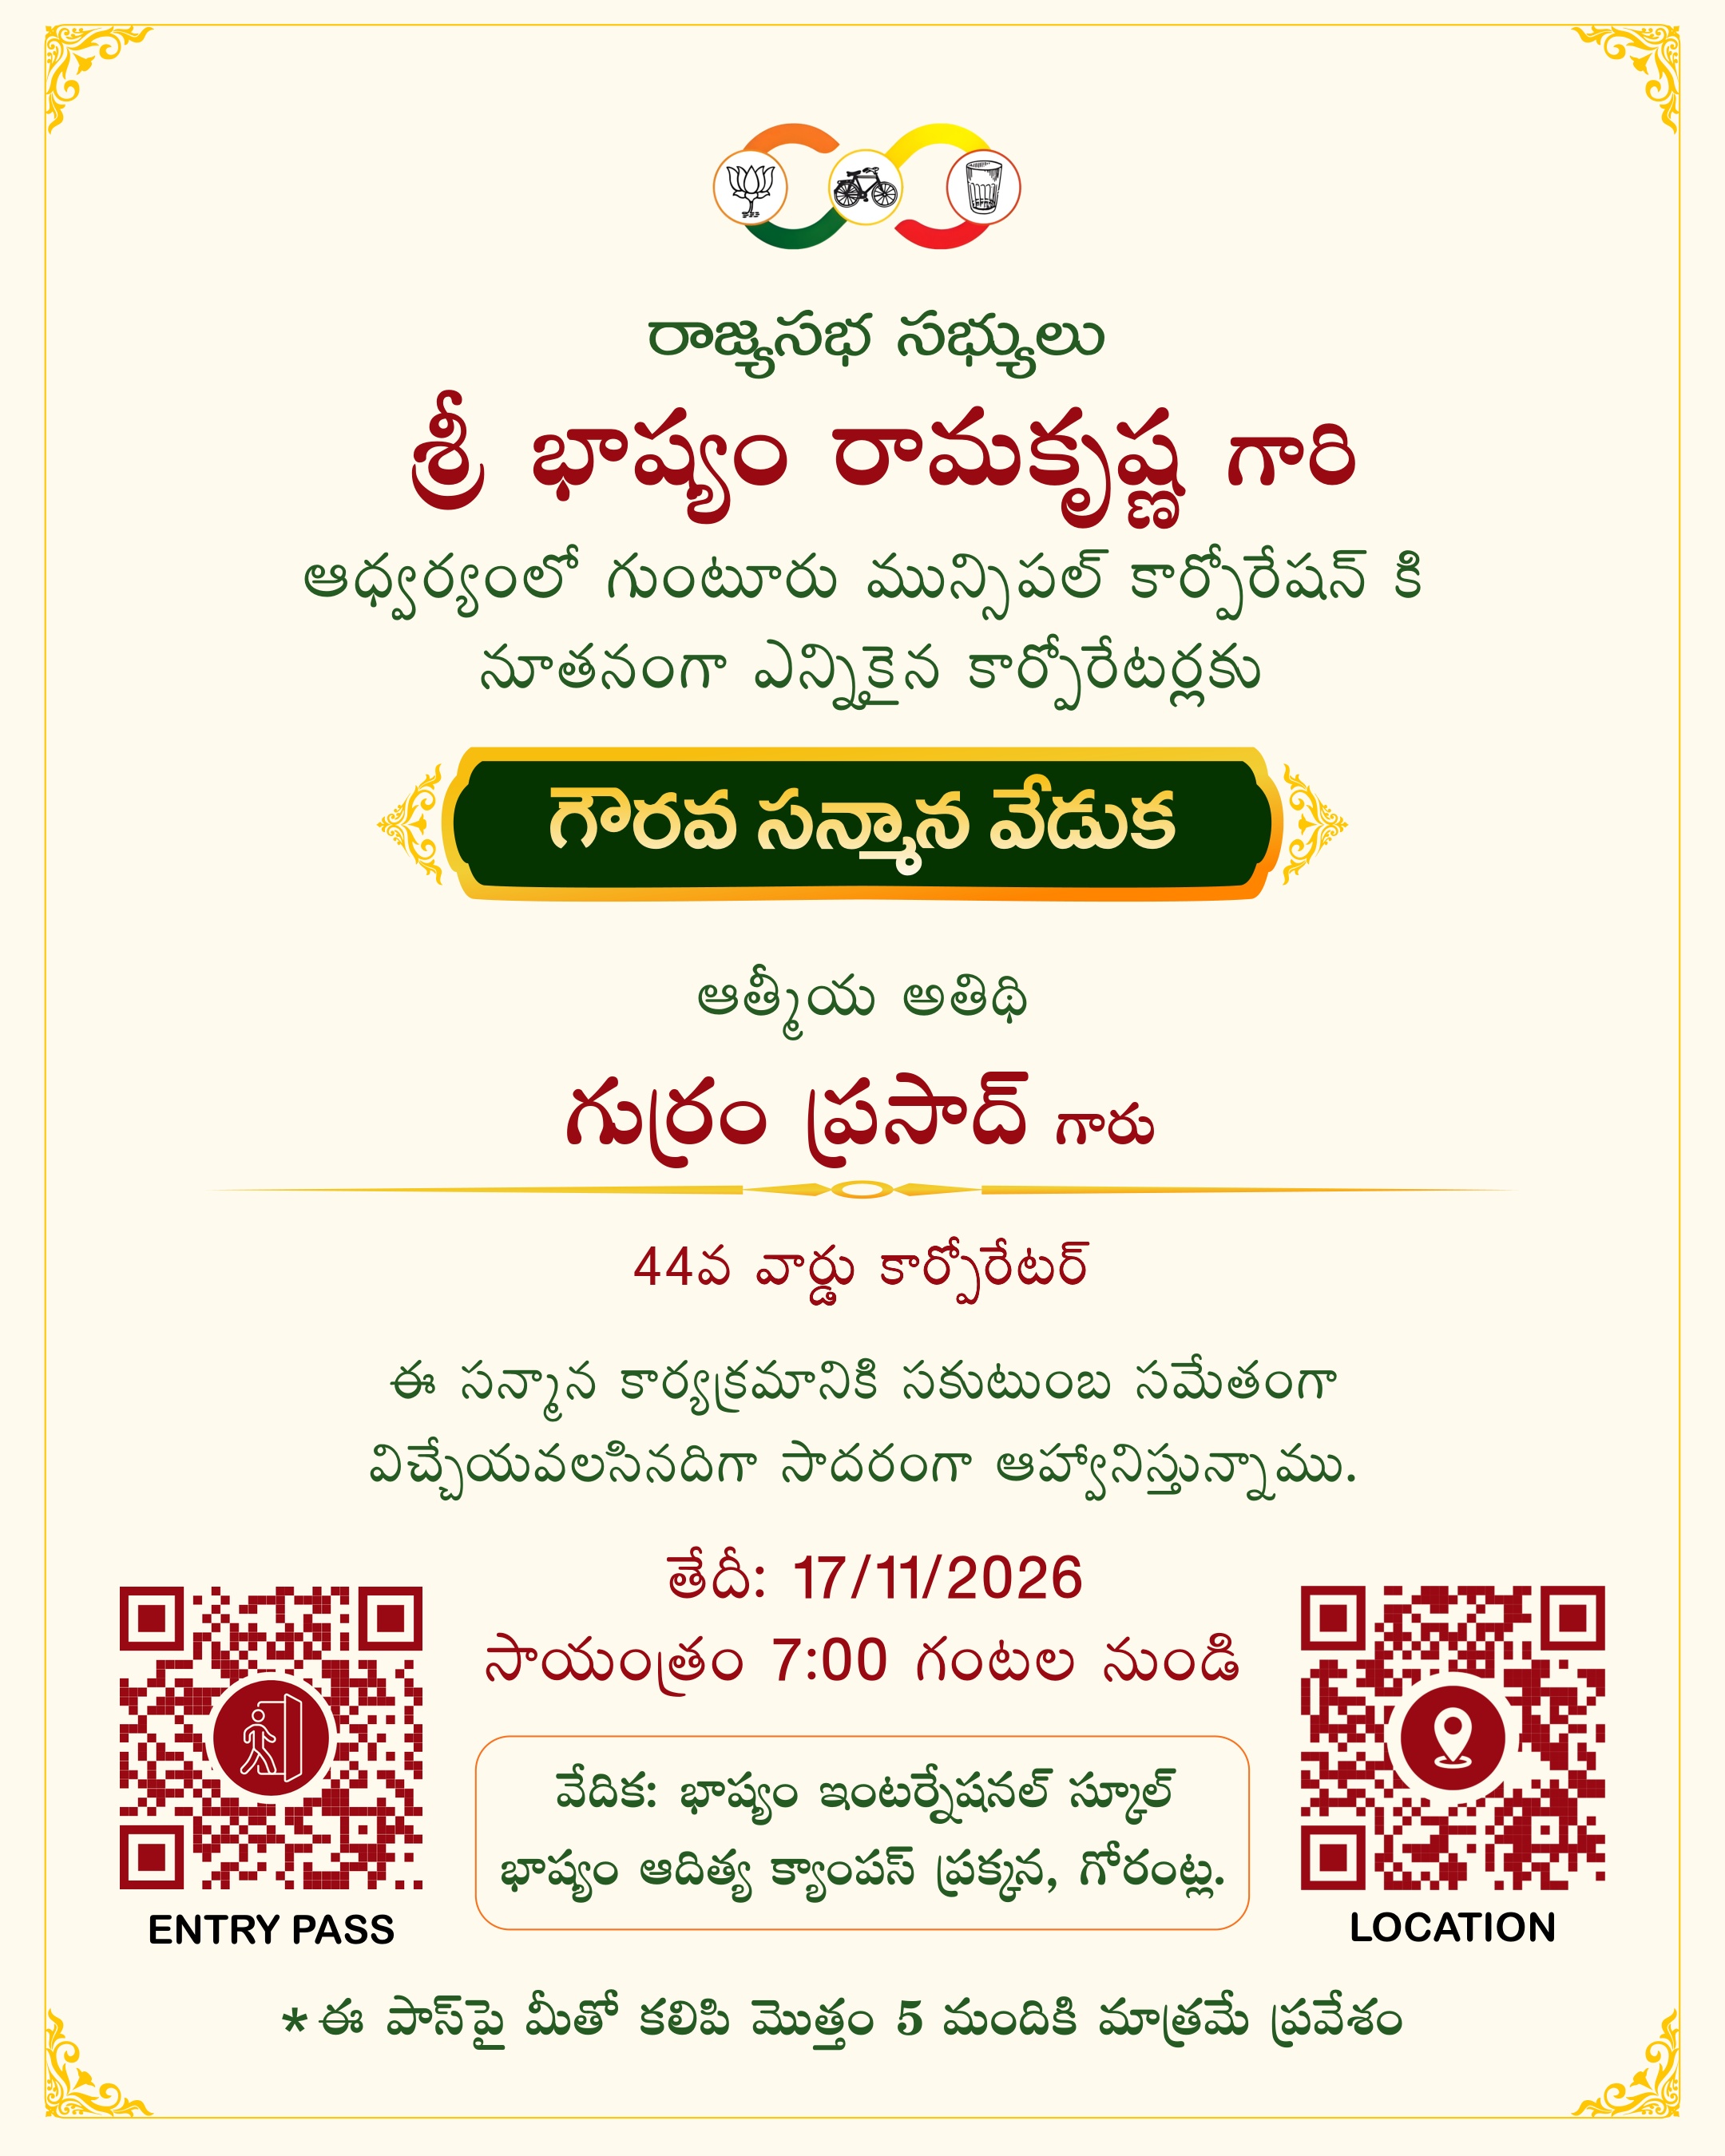 రాజ్యసభ సభ్యులు
శ్రీ భాష్యం రామకృష్ణ గారి
ఆధ్వర్యంలో గుంటూరు మున్సిపల్ కార్పోరేషన్ కి
నూతనంగా ఎన్నికైన కార్పోరేటర్లకు
గౌరవ సన్మాన వేడుక
ఆత్మీయ అతిథి
గుర్రం ప్రసాద్ గారు
44వ వార్డు కార్పోరేటర్
ఈ సన్మాన కార్యక్రమానికి సకుటుంబ సమేతంగా
విచ్చేయవలసినదిగా సాదరంగా ఆహ్వానిస్తున్నాము.
తేదీ: 17/11/2026
సాయంత్రం 7:00 గంటల నుండి
వేదిక: భాష్యం ఇంటర్నేషనల్ స్కూల్
భాష్యం ఆదిత్య క్యాంపస్ ప్రక్కన, గోరంట్ల.
ENTRY PASS
LOCATION
*ఈ పాస్‌పై మీతో కలిపి మొత్తం 5 మందికి మాత్రమే ప్రవేశం